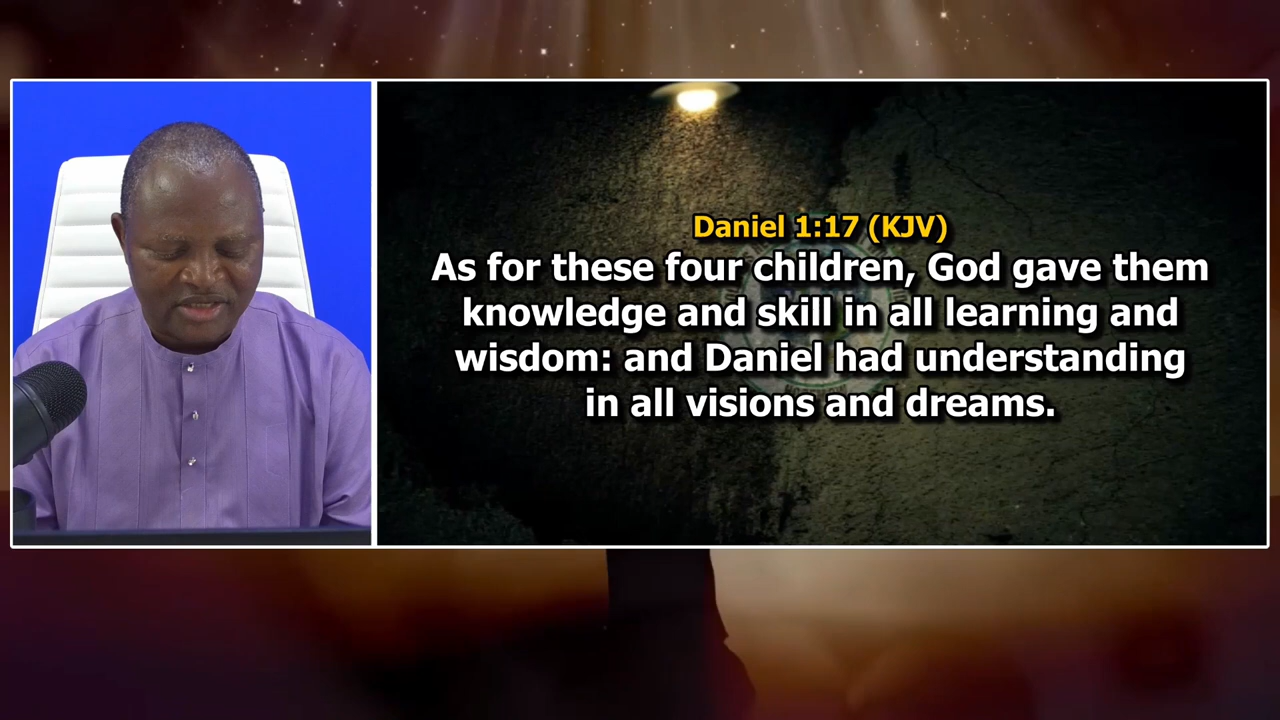 Daniel 1:17 (KJV)
As for these four children, God gave them
knowledge and skill in all learning and
wisdom: and Daniel had understanding
in all visions and dreams.